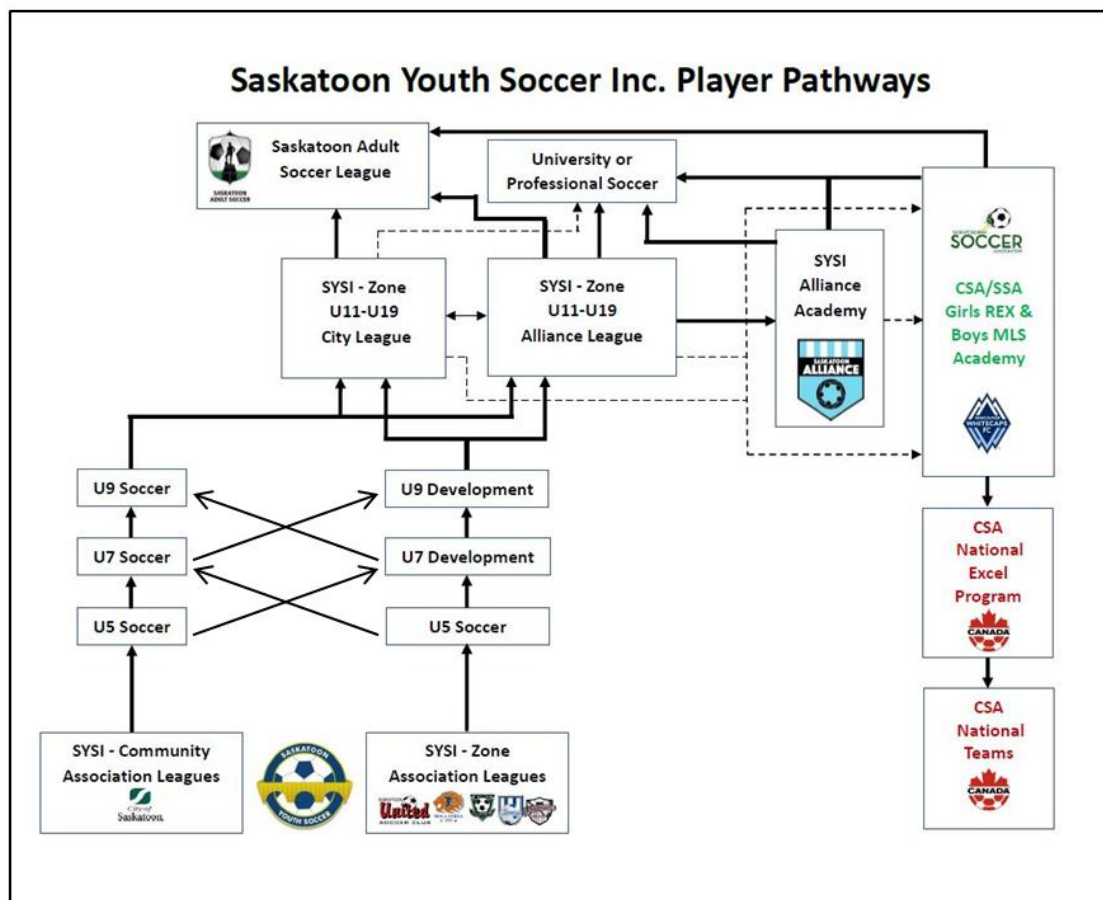 Saskatoon Youth Soccer Inc. Player Pathways
Saskatoon Adult
Soccer League
SASKATOON
ADULT SOCCER
University or
Professional Soccer
SOCCER
CSA/SSA
Girls REX &
Boys MLS
Academy
VANCOUVER
WHITECAPS
FC
SYSI - Zone
U11-U19
City League
SYSI - Zone
U11-U19
Alliance League
SYSI
Alliance
Academy
SASKATOON
ALLIANCE
U9 Soccer
U9 Development
U7 Soccer
U7 Development
U5 Soccer
U5 Soccer
CSA
National
Excel
Program
CANADA
CSA
National
Teams
CANADA
SYSI - Community
Association Leagues
City of
Saskatoon
SASKATOON
YOUTH SOCCER
SYSI - Zone
Association Leagues
United
SOCCER CLUB